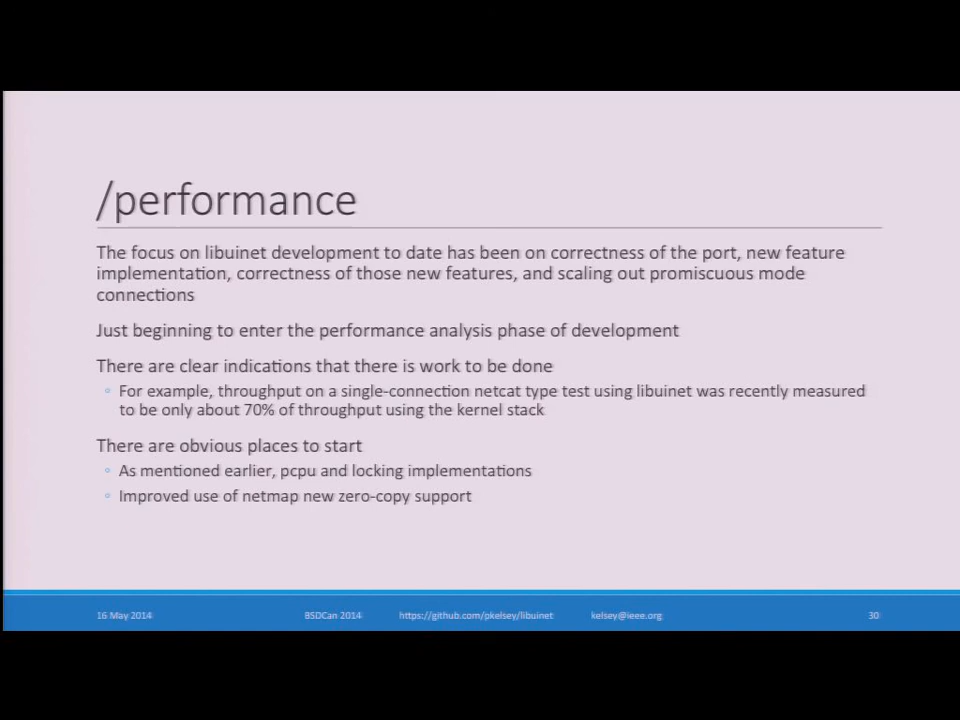 /performance
The focus on libuinet development to date has been on correctness of the port, new feature
implementation, correctness of those new features, and scaling out promiscuous mode
connections
Just beginning to enter the performance analysis phase of development
There are clear indications that there is work to be done
◦ For example, throughput on a single-connection netcat type test using libuinet was recently measured
to be only about 70% of throughput using the kernel stack
There are obvious places to start
◦ As mentioned earlier, pcpu and locking implementations
◦ Improved use of netmap new zero-copy support
16 May 2014 BSDCan 2014 https://github.com/pkelsey/libuinet kelsey@ieee.org 30